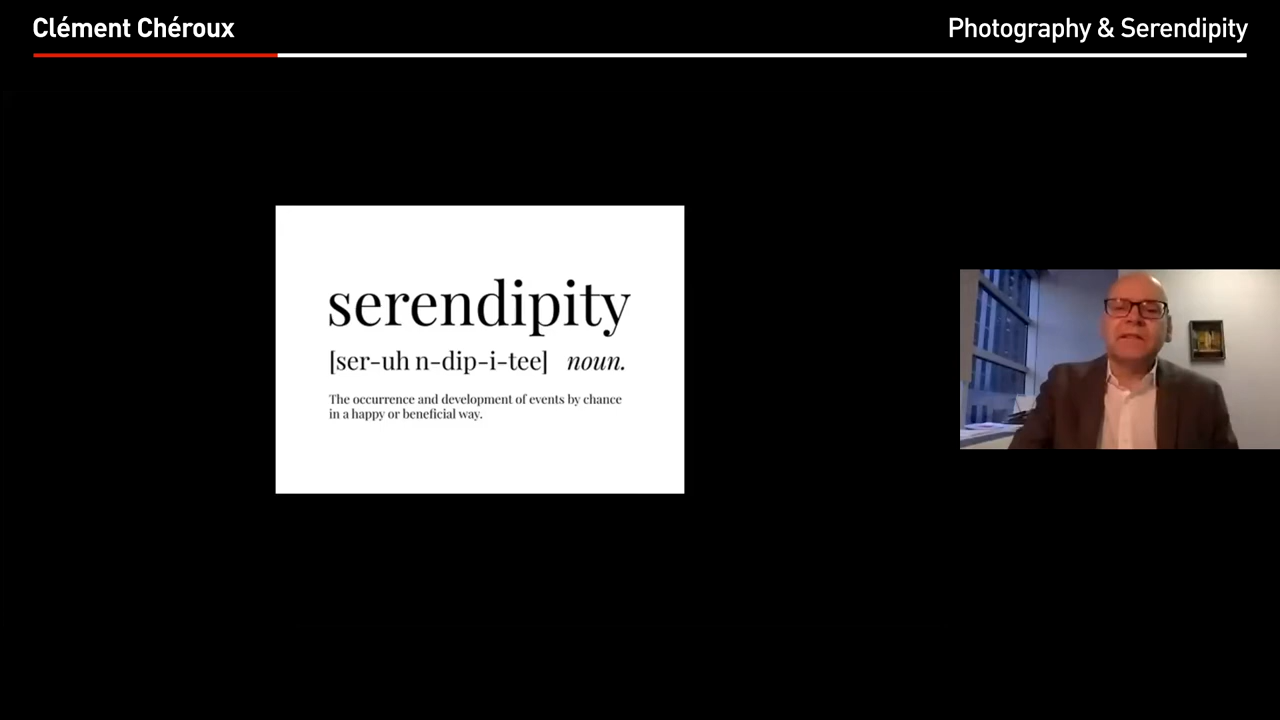 Clément Chéroux
Photography & Serendipity
serendipity
[ser-uh n-dip-i-tee] noun.
The occurrence and development of events by chance
in a happy or beneficial way.